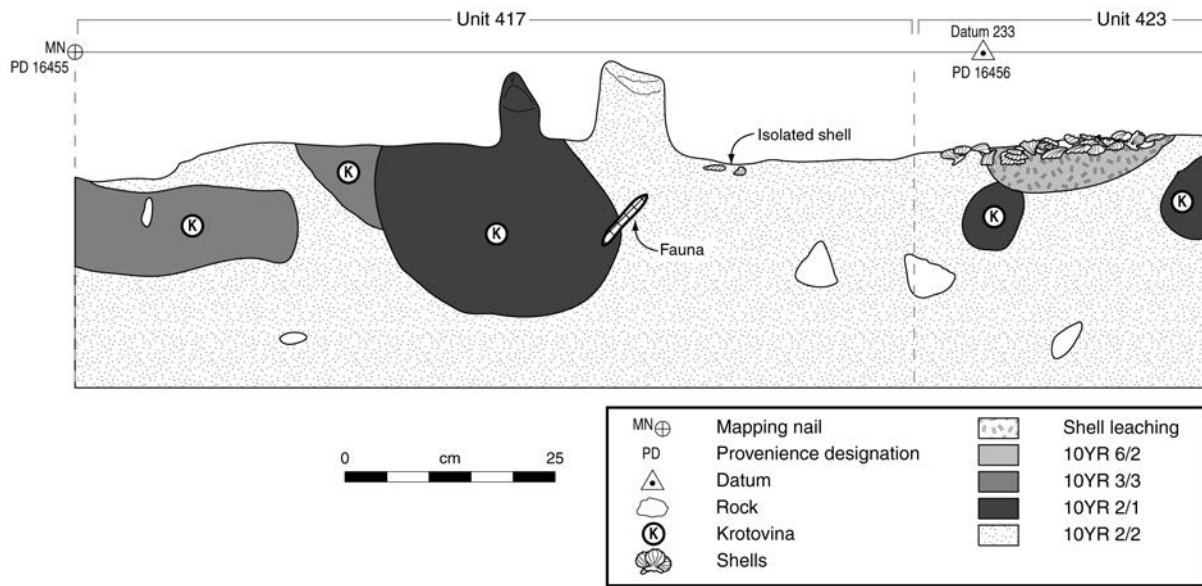 Unit 417
Unit 423
MN
PD 16455
Datum 233
PD 16456
Isolated shell
K
K
K
Fauna
K
K
0 cm 25
MN Mapping nail
PD Provenience designation
Datum
Rock
K Krotovina
Shells
Shell leaching
10YR 6/2
10YR 3/3
10YR 2/1
10YR 2/2